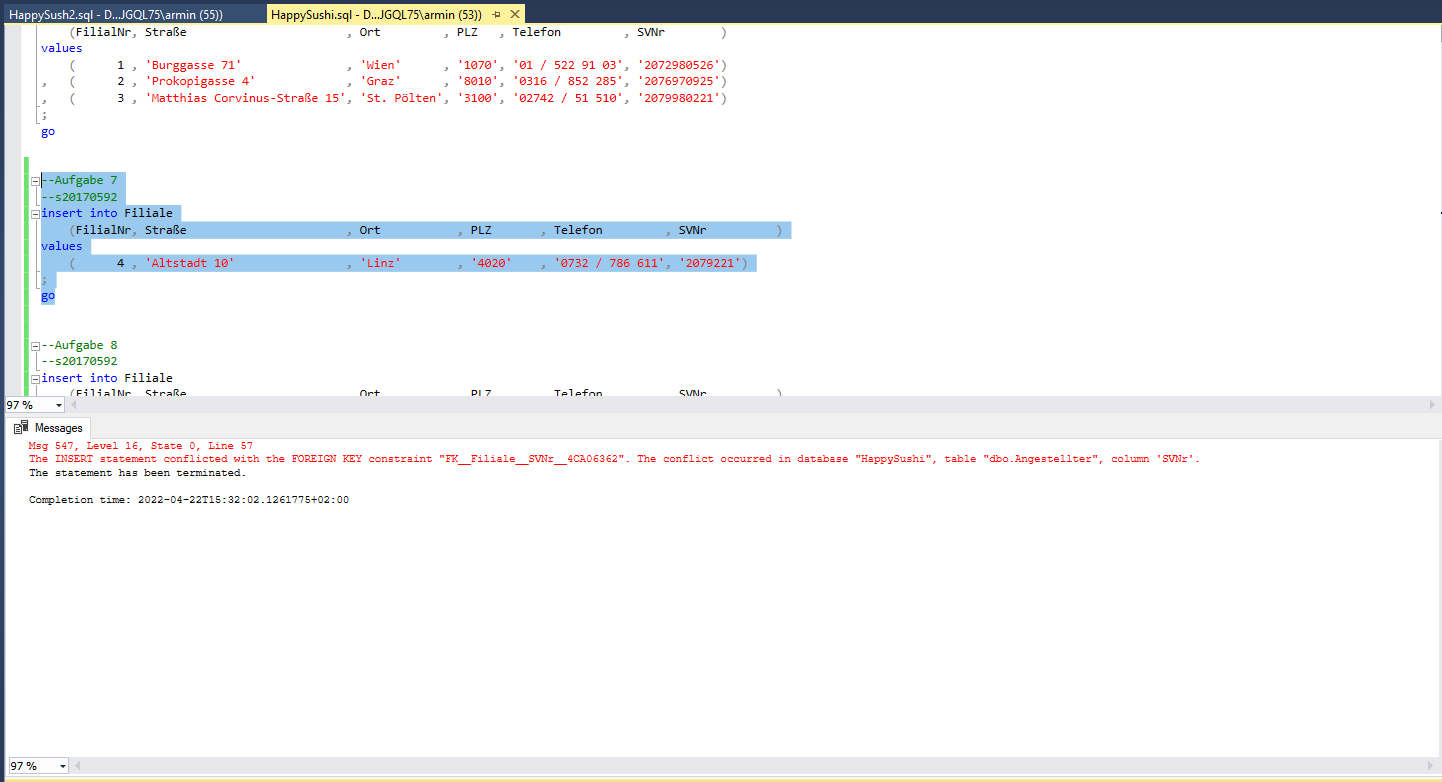 HappySush2.sql - D...JGQL75\armin (55))    HappySushi.sql - D...JGQL75\armin (53))
(FilialNr, Straße                       , Ort         , PLZ   , Telefon         , SVNr        )
values
    (      1 , 'Burggasse 71'               , 'Wien'      , '1070', '01 / 522 91 03', '2072980526')
,   (      2 , 'Prokopigasse 4'             , 'Graz'      , '8010', '0316 / 852 285', '2076970925')
,   (      3 , 'Matthias Corvinus-Straße 15', 'St. Pölten', '3100', '02742 / 51 510', '2079980221')
;
go
--Aufgabe 7
--s20170592
insert into Filiale
    (FilialNr, Straße                       , Ort           , PLZ       , Telefon         , SVNr          )
values
    (      4 , 'Altstadt 10'                , 'Linz'        , '4020'    , '0732 / 786 611', '2079221')
;
go
--Aufgabe 8
--s20170592
insert into Filiale
    (FilialNr, Straße                       , Ort           , PLZ       , Telefon         , SVNr          )
97 %
Messages
Msg 547, Level 16, State 0, Line 57
The INSERT statement conflicted with the FOREIGN KEY constraint "FK__Filiale__SVNr__4CA06362". The conflict occurred in database "HappySushi", table "dbo.Angestellter", column 'SVNr'.
The statement has been terminated.
Completion time: 2022-04-22T15:32:02.1261775+02:00
97 %